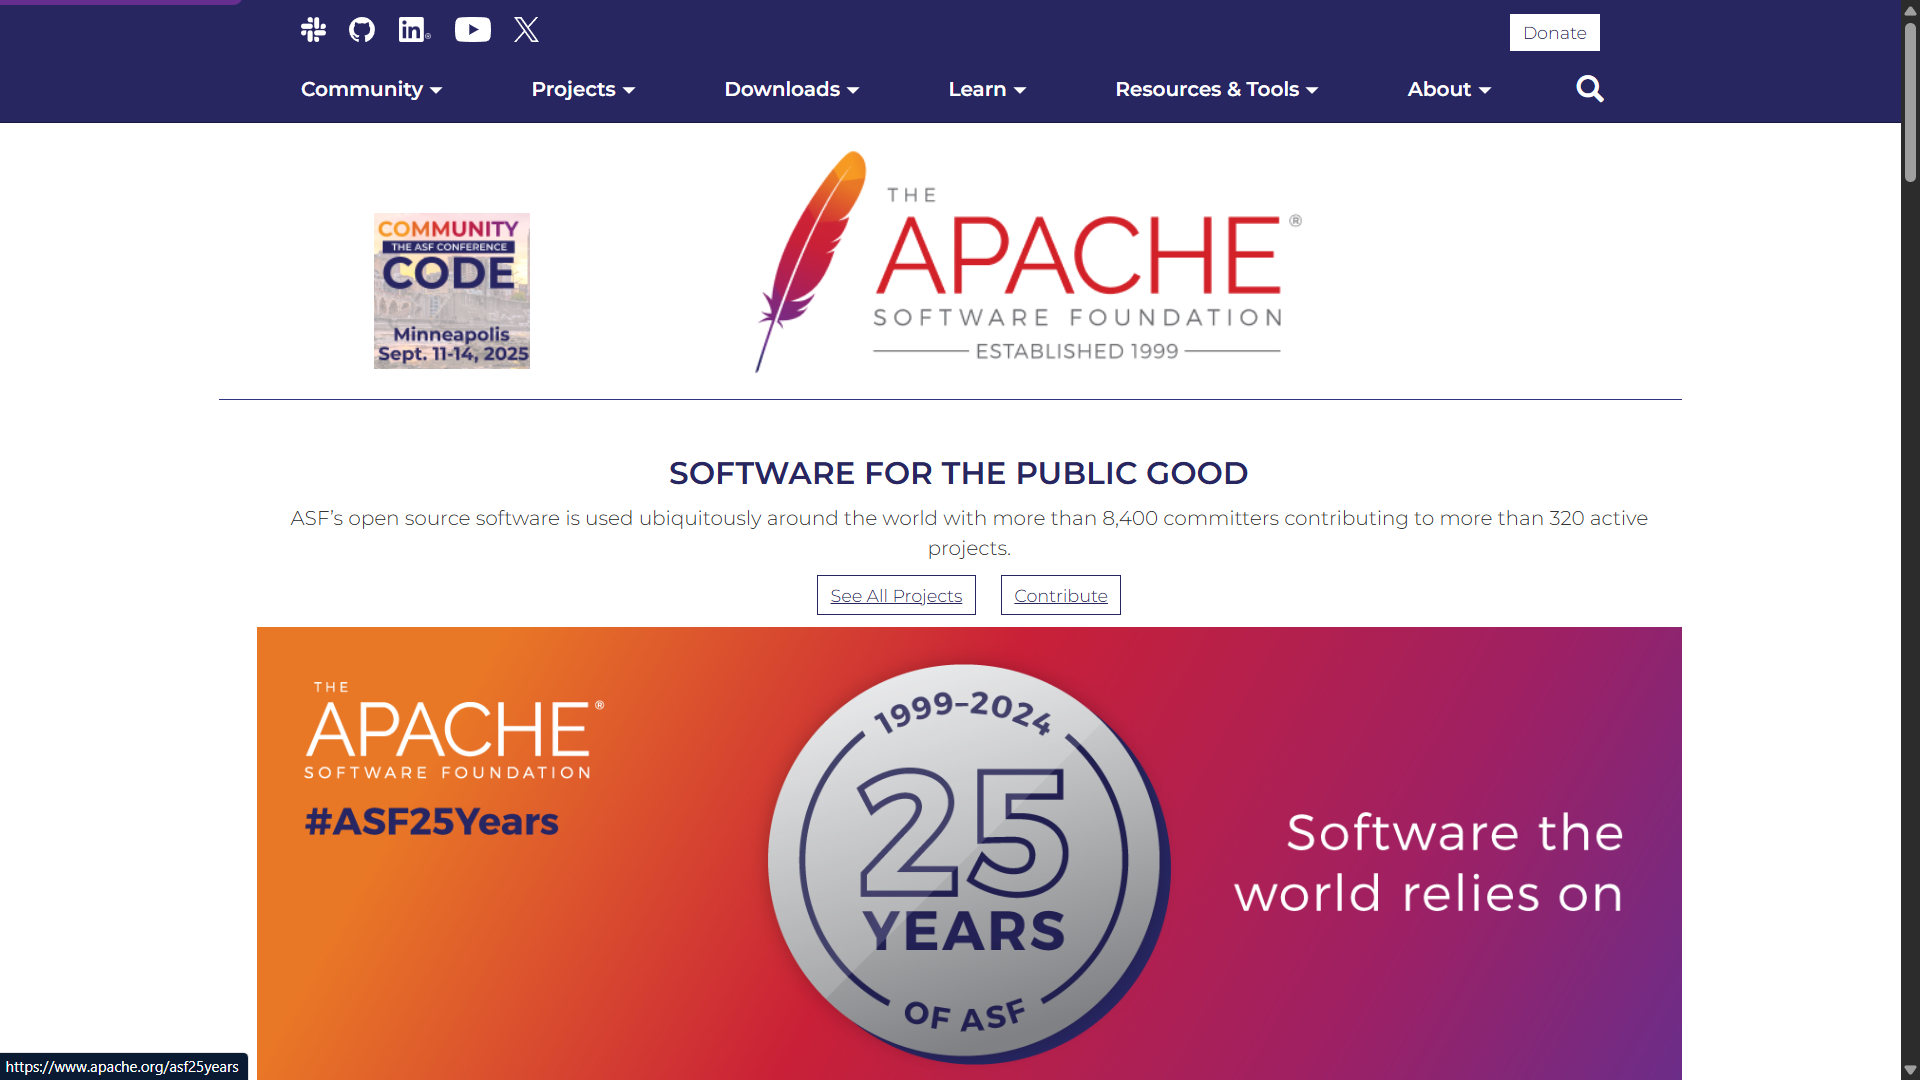 Donate
Community
Projects
Downloads
Learn
Resources & Tools
About
COMMUNITY
THE ASF CONFERENCE
CODE
Minneapolis
Sept. 11-14, 2025
THE
APACHE®
SOFTWARE FOUNDATION
ESTABLISHED 1999
SOFTWARE FOR THE PUBLIC GOOD
ASF’s open source software is used ubiquitously around the world with more than 8,400 committers contributing to more than 320 active
projects.
See All Projects
Contribute
THE
APACHE®
SOFTWARE FOUNDATION
#ASF25Years
1999–2024
25
YEARS
OF ASF
Software the
world relies on
https://www.apache.org/asf25years